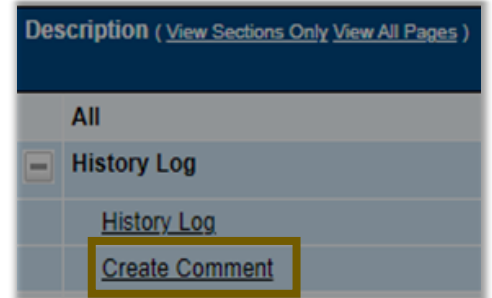 Description ( View Sections Only View All Pages )
All
History Log
History Log
Create Comment